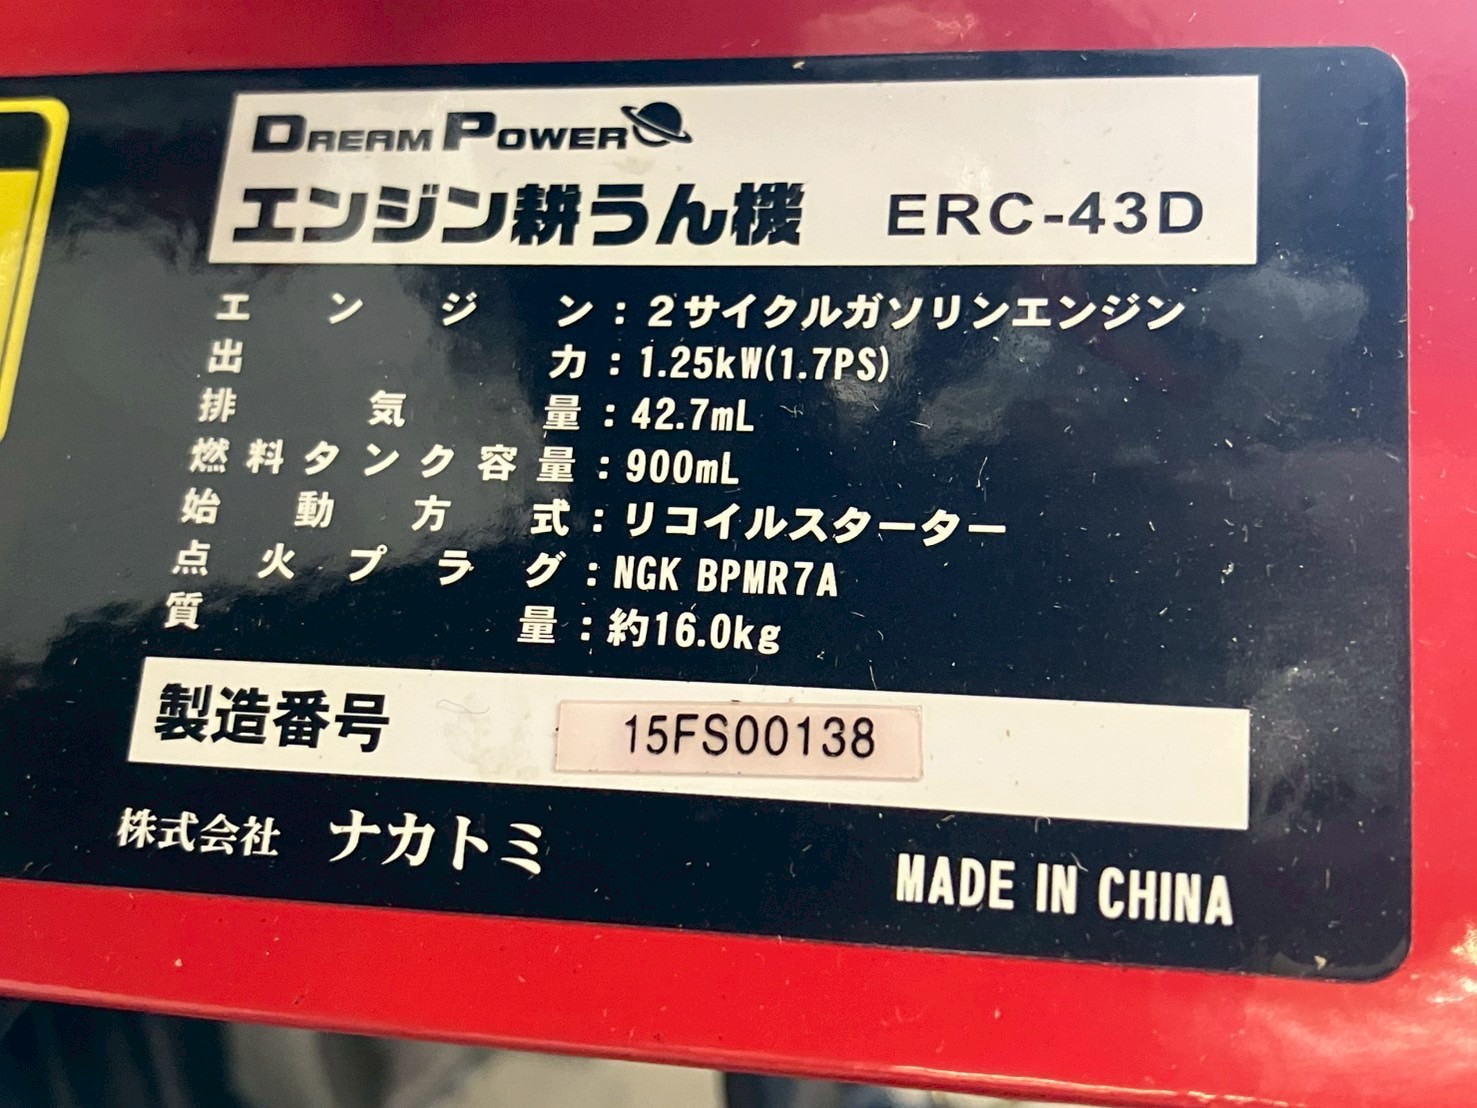 DREAM POWER
エンジン耕うん機 ERC-43D
エンジン：2サイクルガソリンエンジン
出力：1.25kW(1.7PS)
排気量：42.7mL
燃料タンク容量：900mL
始動方式：リコイルスターター
点火プラグ：NGK BPMR7A
質量：約16.0kg
製造番号 15FS00138
株式会社 ナカトミ
MADE IN CHINA